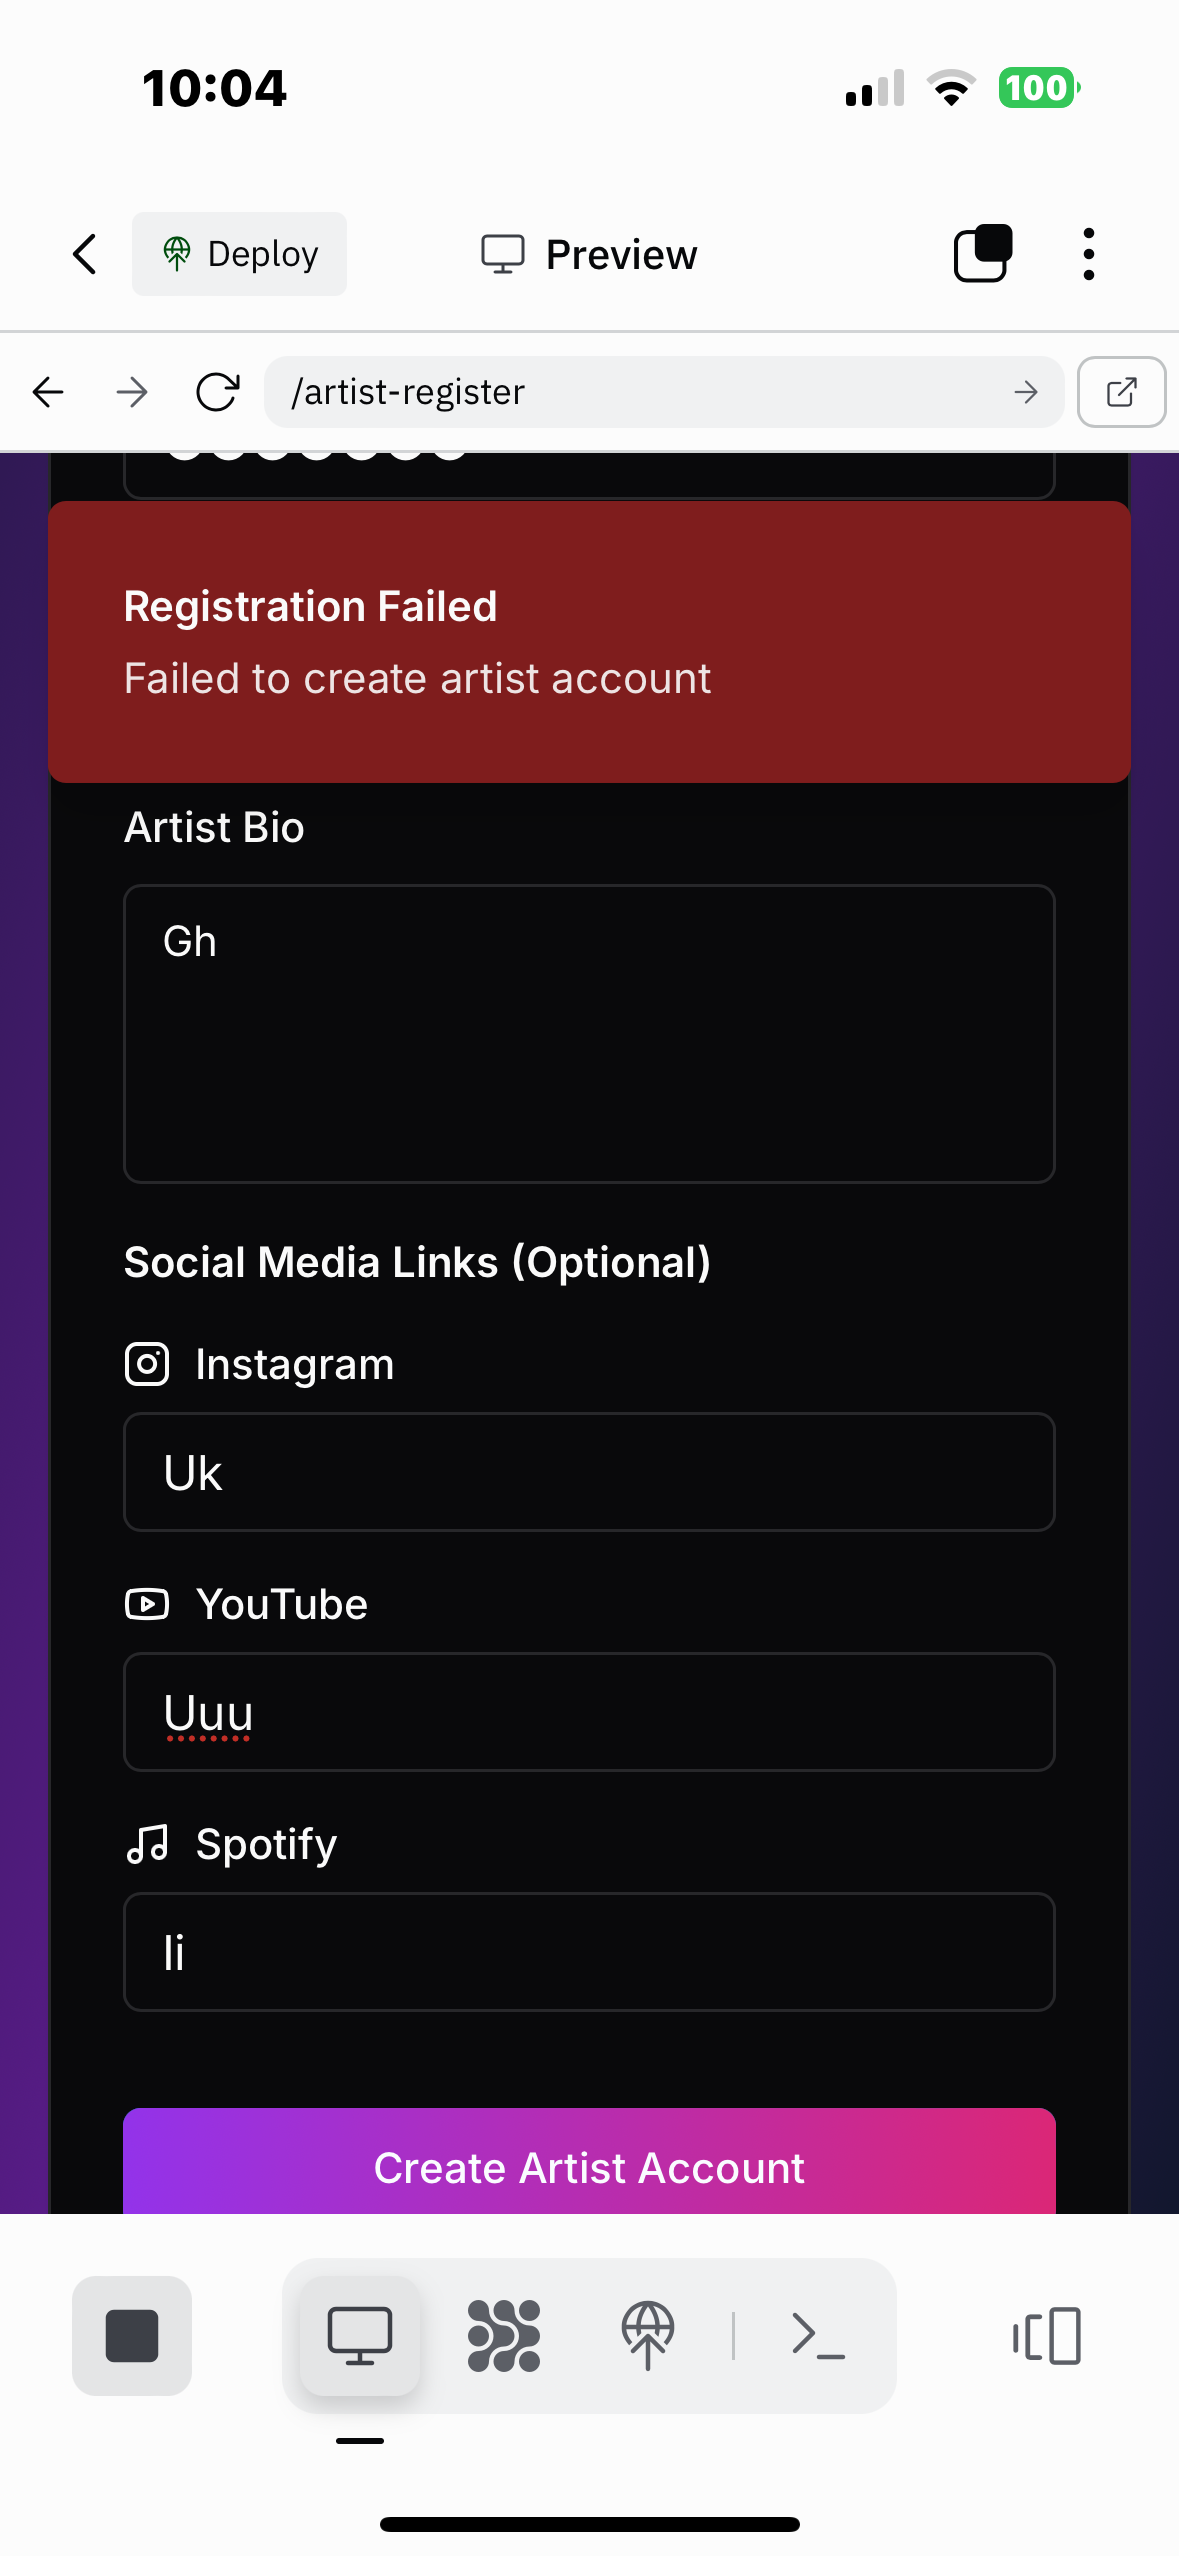 10:04
100
Deploy
Preview
/artist-register
Registration Failed
Failed to create artist account
Artist Bio
Gh
Social Media Links (Optional)
Instagram
Uk
YouTube
Uuu
Spotify
Ii
Create Artist Account